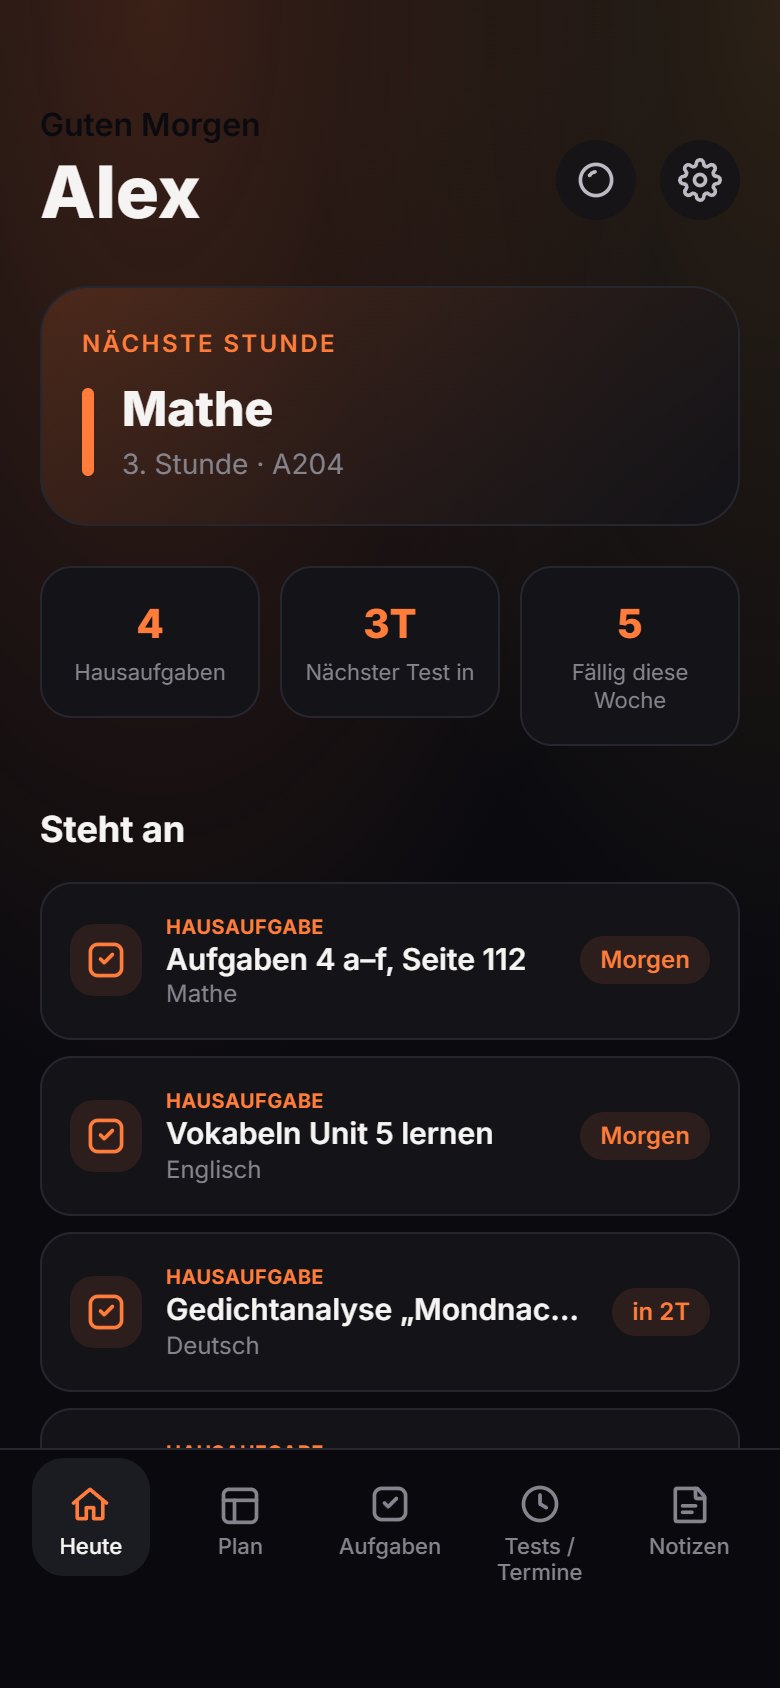 Guten Morgen
Alex
NÄCHSTE STUNDE
Mathe
3. Stunde · A204
4
Hausaufgaben
3T
Nächster Test in
5
Fällig diese
Woche
Steht an
HAUSAUFGABE
Aufgaben 4 a–f, Seite 112
Mathe
Morgen
HAUSAUFGABE
Vokabeln Unit 5 lernen
Englisch
Morgen
HAUSAUFGABE
Gedichtanalyse „Mondnac...
Deutsch
in 2T
Heute
Plan
Aufgaben
Tests /
Termine
Notizen